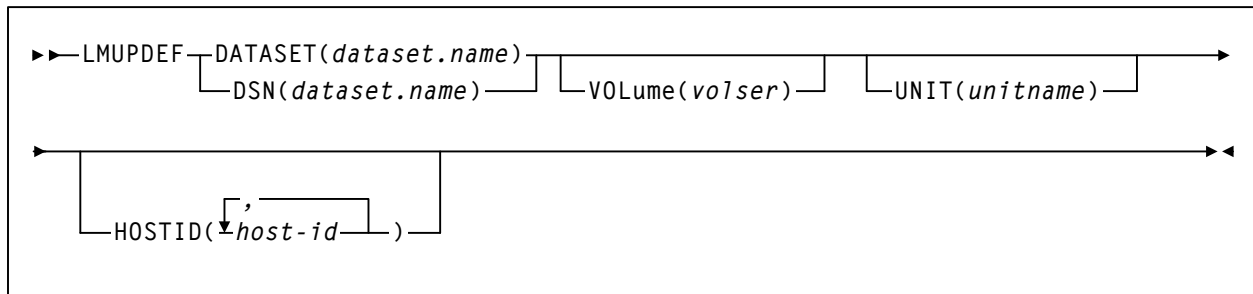 LMUPDEF DATASET(dataset.name)
DSN(dataset.name) VOLume(volser) UNIT(unitname)
,
HOSTID(host-id)